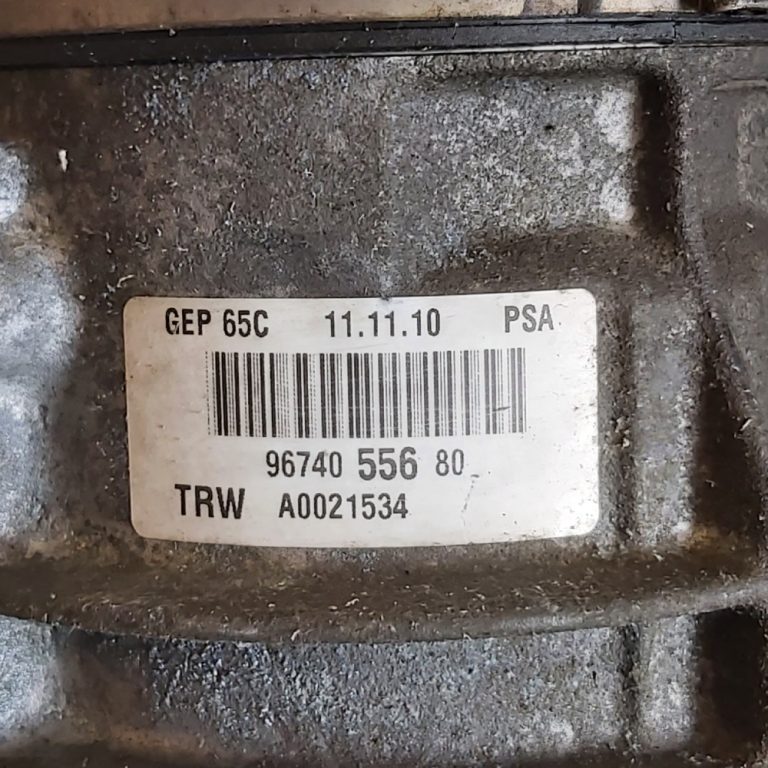 GEP 65C 11.11.10 PSA
96740 556 80
TRW A0021534